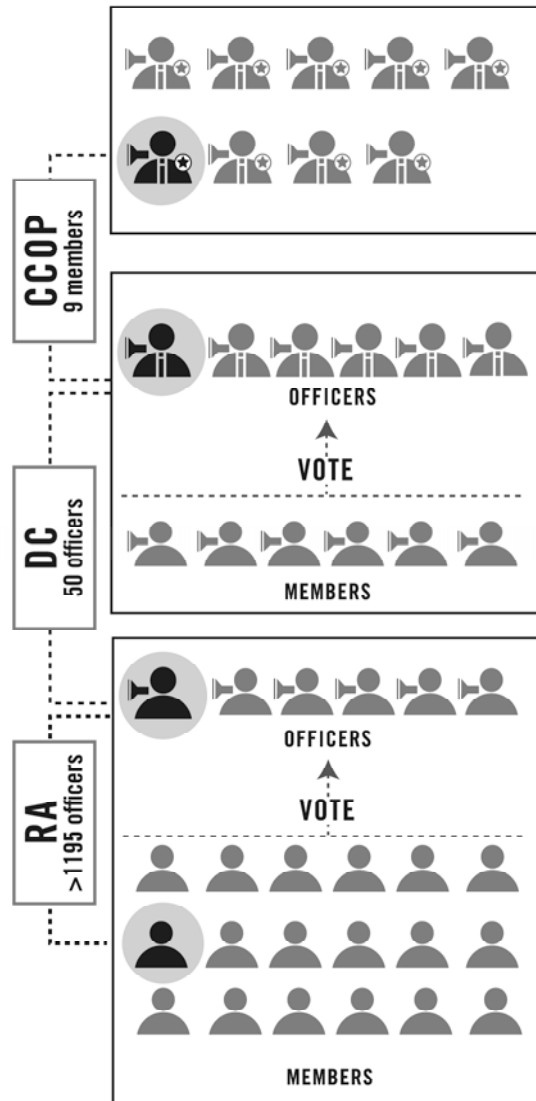 CCOP
9 members
OFFICERS
VOTE
MEMBERS
DC
50 officers
OFFICERS
VOTE
MEMBERS
RA
>1195 officers